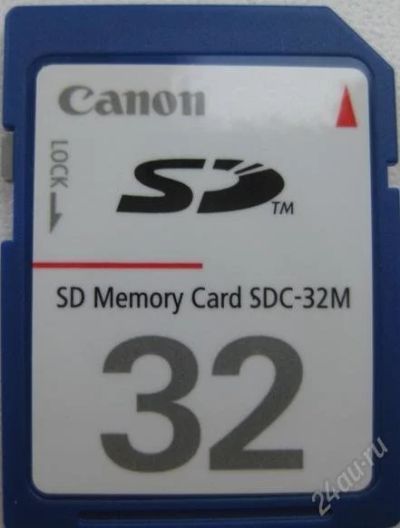 Canon
LOCK
SD
TM
SD Memory Card SDC-32M
32
24au.ru